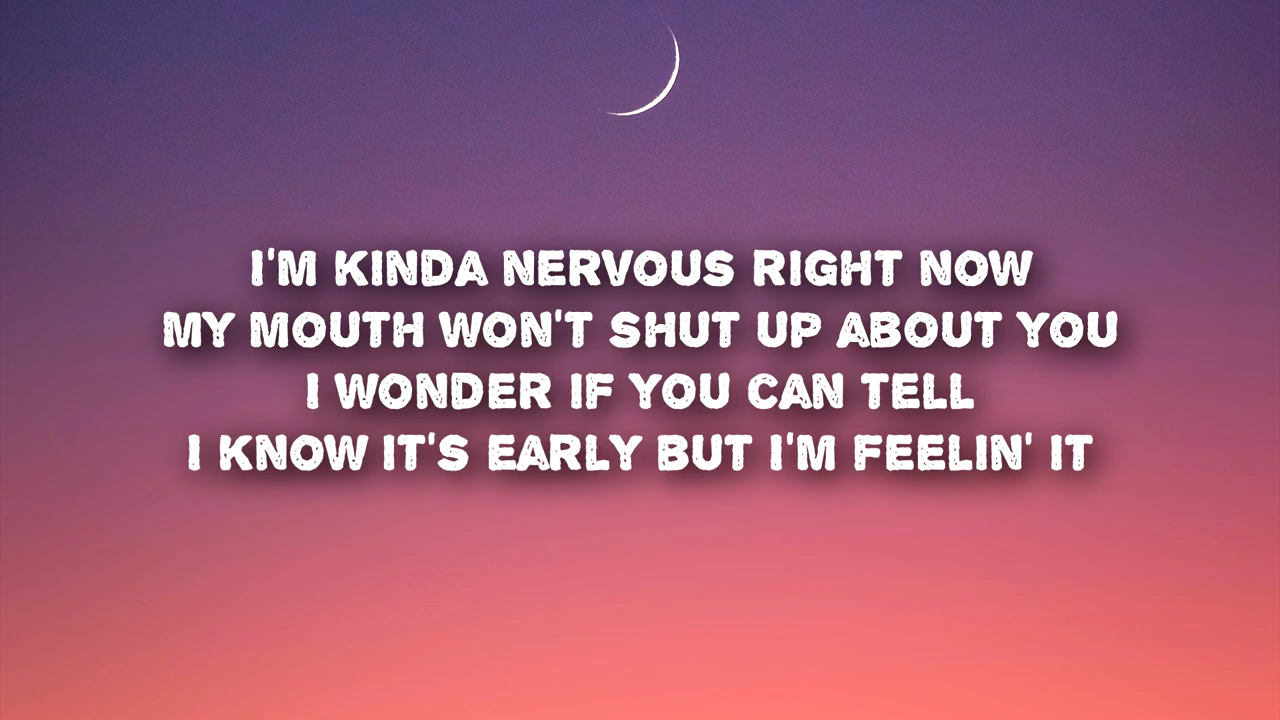 I'M KINDA NERVOUS RIGHT NOW
MY MOUTH WON'T SHUT UP ABOUT YOU
I WONDER IF YOU CAN TELL
I KNOW IT'S EARLY BUT I'M FEELIN' IT